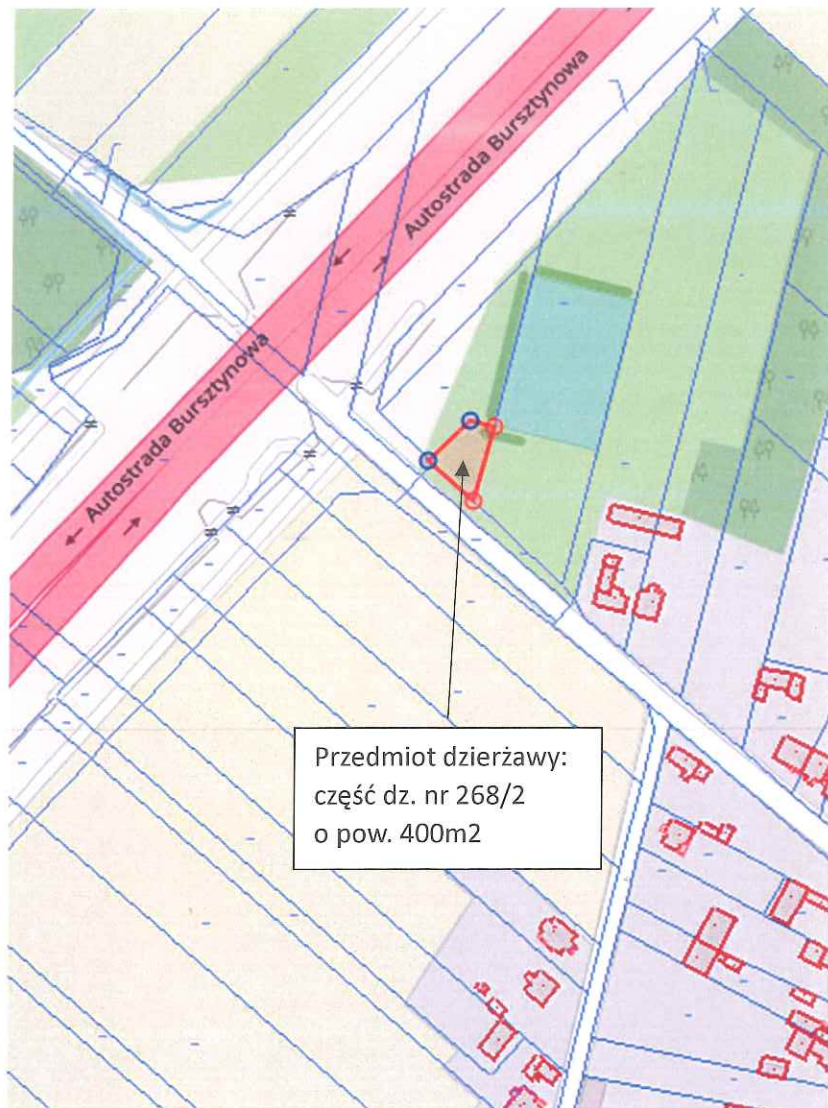 Autostrada Bursztynowa
Autostrada Bursztynowa
Przedmiot dzierżawy:
część dz. nr 268/2
o pow. 400m2